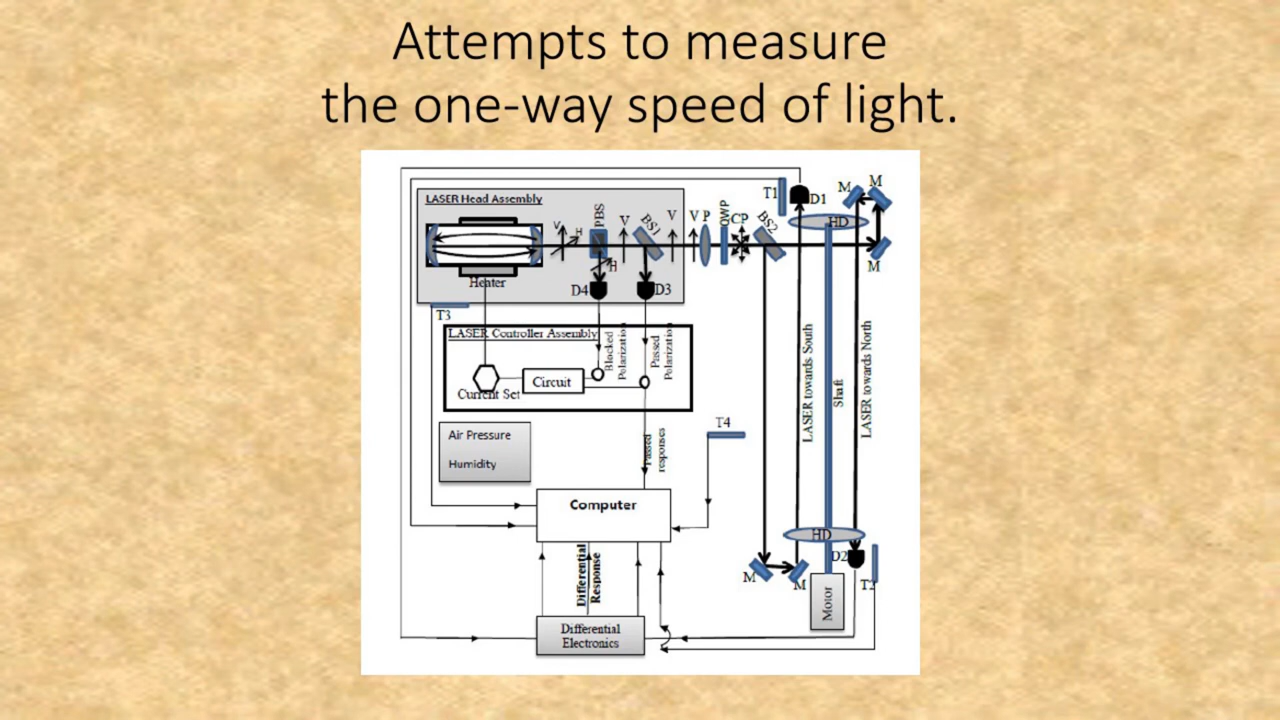 Attempts to measure
the one-way speed of light.
LASER Head Assembly
Heater
V
H
PBS
H
V
BS1
V
V P
QWP
CP
BS2
T1
D1
M
M
HD
M
D4
D3
T3
LASER Controller Assembly
Blocked
Polarization
Passed
Polarization
Current Set
Circuit
LASER towards South
Shaft
LASER towards North
Air Pressure
Humidity
Passed
responses
T4
Computer
Differential
Response
Differential
Electronics
HD
D2
T2
M
M
Motor